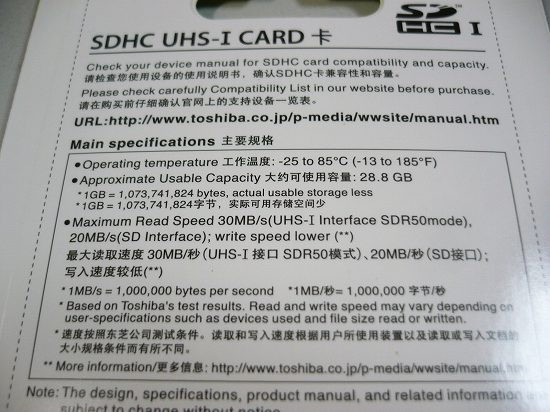 SDHC UHS-I CARD 卡
SD HC I
Check your device manual for SDHC card compatibility and capacity.
请检查您使用设备的使用说明书，确认SDHC卡兼容性和容量。
Please check carefully Compatibility List in our website before purchase.
请在购买前仔细确认官网上的支持设备一览表。
URL:http://www.toshiba.co.jp/p-media/wwsite/manual.htm
Main specifications 主要规格
●Operating temperature 工作温度: -25 to 85°C (-13 to 185°F)
●Approximate Usable Capacity 大约可使用容量: 28.8 GB
*1GB = 1,073,741,824 bytes, actual usable storage less
*1GB = 1,073,741,824字节，实际可用存储空间少
●Maximum Read Speed 30MB/s(UHS-I Interface SDR50mode),
20MB/s(SD Interface); write speed lower (**)
最大读取速度 30MB/秒（UHS-I 接口 SDR50模式）、20MB/秒（SD接口）;
写入速度较低(**)
*1MB/s = 1,000,000 bytes per second *1MB/秒= 1,000,000 字节/秒
* Based on Toshiba's test results. Read and write speed may vary depending on
user-specifications such as devices used and file size read or written.
* 速度按照东芝公司测试条件。读取和写入速度根据用户所使用装置以及读取或写入文档的
大小规格条件而有所不同。
** More information/更多信息: http://www.toshiba.co.jp/p-media/wwsite/manual.
Note: The design, specifications, product manual, and related information
subject to change without notice.